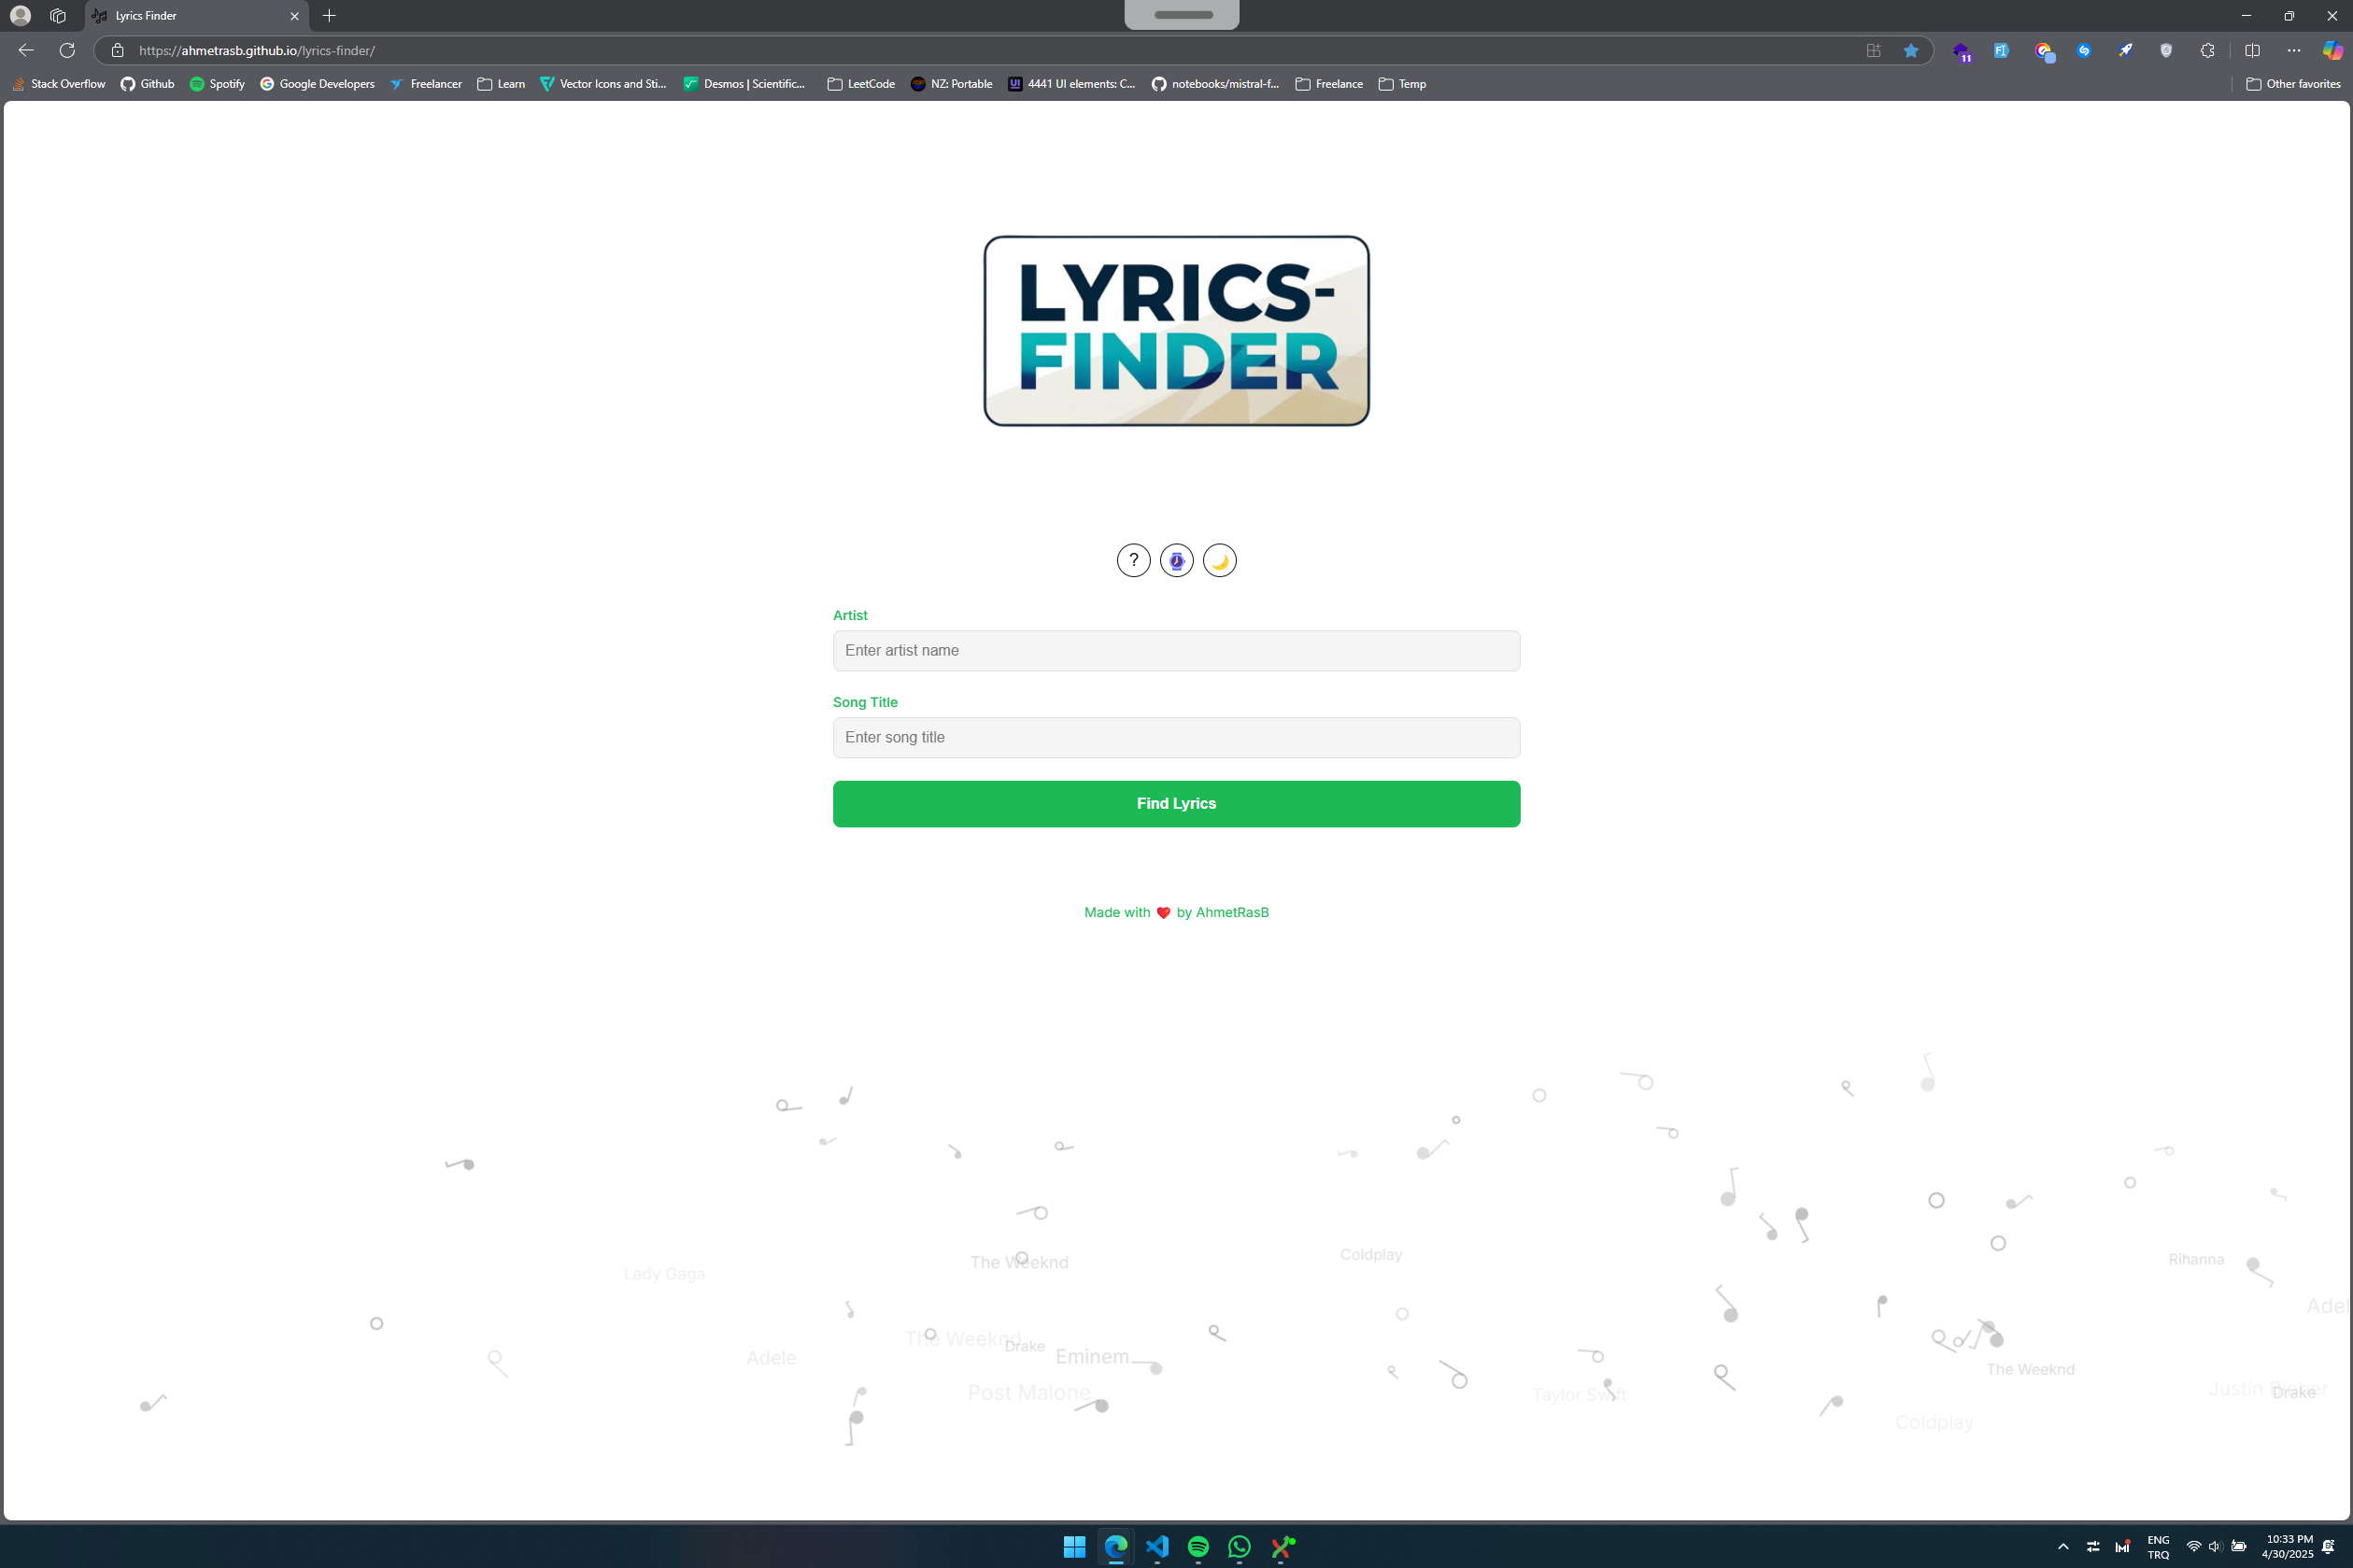 Lyrics Finder
https://ahmetrasb.github.io/lyrics-finder/
11
Stack Overflow Github Spotify Google Developers Freelancer Learn Vector Icons and Sti... Desmos | Scientific... LeetCode NZ: Portable UI 4441 UI elements: C... notebooks/mistral-f... Freelance Temp Other favorites
LYRICS-
FINDER
?
Artist
Enter artist name
Song Title
Enter song title
Find Lyrics
Made with ❤️ by AhmetRasB
Coldplay
Rihanna
The Weeknd
Lady Gaga
Adel
The Weeknd
Drake
Eminem
Adele
The Weeknd
Post Malone
Taylor Swift
Justin Bieber
Drake
Coldplay
ENG
TRQ
10:33 PM
4/30/2025